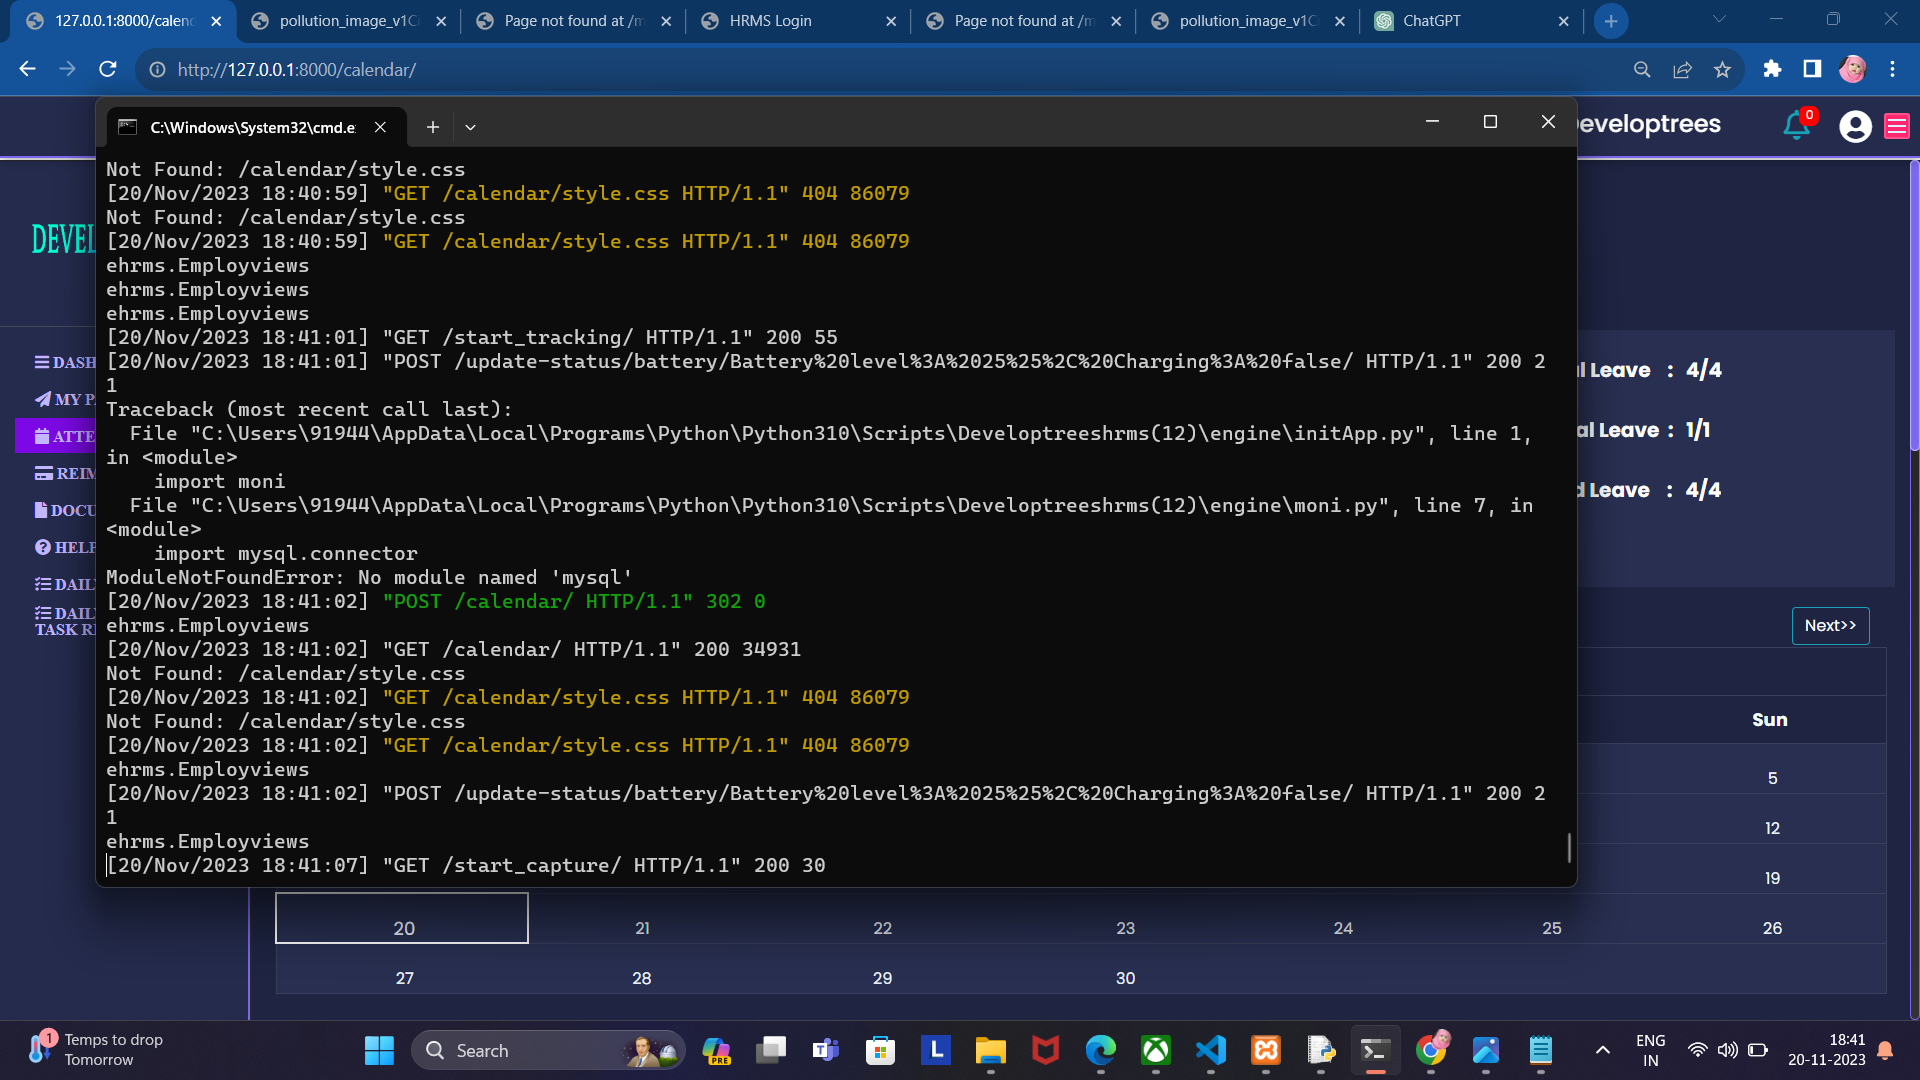 127.0.0.1:8000/calend
pollution_image_v1C
Page not found at /m
HRMS Login
Page not found at /m
pollution_image_v1C
ChatGPT
http://127.0.0.1:8000/calendar/
C:\Windows\System32\cmd.e
Developtrees
0
Not Found: /calendar/style.css
[20/Nov/2023 18:40:59] "GET /calendar/style.css HTTP/1.1" 404 86079
Not Found: /calendar/style.css
[20/Nov/2023 18:40:59] "GET /calendar/style.css HTTP/1.1" 404 86079
ehrms.Employviews
ehrms.Employviews
ehrms.Employviews
[20/Nov/2023 18:41:01] "GET /start_tracking/ HTTP/1.1" 200 55
[20/Nov/2023 18:41:01] "POST /update-status/battery/Battery%20level%3A%2025%25%2C%20Charging%3A%20false/ HTTP/1.1" 200 2
1
Traceback (most recent call last):
  File "C:\Users\91944\AppData\Local\Programs\Python\Python310\Scripts\Developtreeshrms(12)\engine\initApp.py", line 1,
in <module>
    import moni
  File "C:\Users\91944\AppData\Local\Programs\Python\Python310\Scripts\Developtreeshrms(12)\engine\moni.py", line 7, in
<module>
    import mysql.connector
ModuleNotFoundError: No module named 'mysql'
[20/Nov/2023 18:41:02] "POST /calendar/ HTTP/1.1" 302 0
ehrms.Employviews
[20/Nov/2023 18:41:02] "GET /calendar/ HTTP/1.1" 200 34931
Not Found: /calendar/style.css
[20/Nov/2023 18:41:02] "GET /calendar/style.css HTTP/1.1" 404 86079
Not Found: /calendar/style.css
[20/Nov/2023 18:41:02] "GET /calendar/style.css HTTP/1.1" 404 86079
ehrms.Employviews
[20/Nov/2023 18:41:02] "POST /update-status/battery/Battery%20level%3A%2025%25%2C%20Charging%3A%20false/ HTTP/1.1" 200 2
1
ehrms.Employviews
[20/Nov/2023 18:41:07] "GET /start_capture/ HTTP/1.1" 200 30
DEVEL
DASH
MY P
ATTE
REIM
DOCU
HELP
DAIL
DAIL
TASK R
l Leave : 4/4
al Leave : 1/1
d Leave : 4/4
Next>>
Sun
5
12
19
20 21 22 23 24 25 26
27 28 29 30
1
Temps to drop
Tomorrow
Search
PRE
L
ENG
IN
18:41
20-11-2023